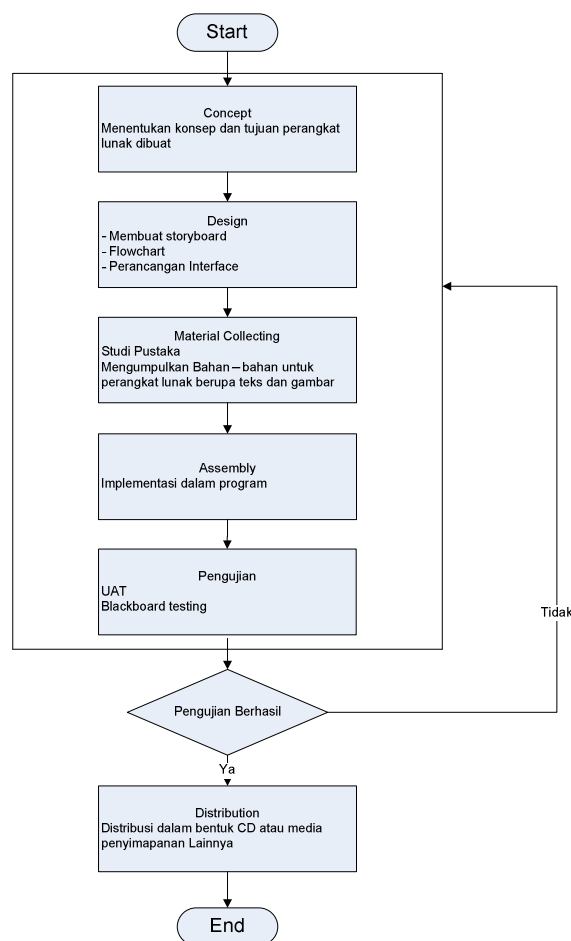 Start
Concept
Menentukan konsep dan tujuan perangkat
lunak dibuat
Design
- Membuat storyboard
- Flowchart
- Perancangan Interface
Material Collecting
Studi Pustaka
Mengumpulkan Bahan – bahan untuk
perangkat lunak berupa teks dan gambar
Assembly
Implementasi dalam program
Pengujian
UAT
Blackboard testing
Tidak
Pengujian Berhasil
Ya
Distribution
Distribusi dalam bentuk CD atau media
penyimapanan Lainnya
End